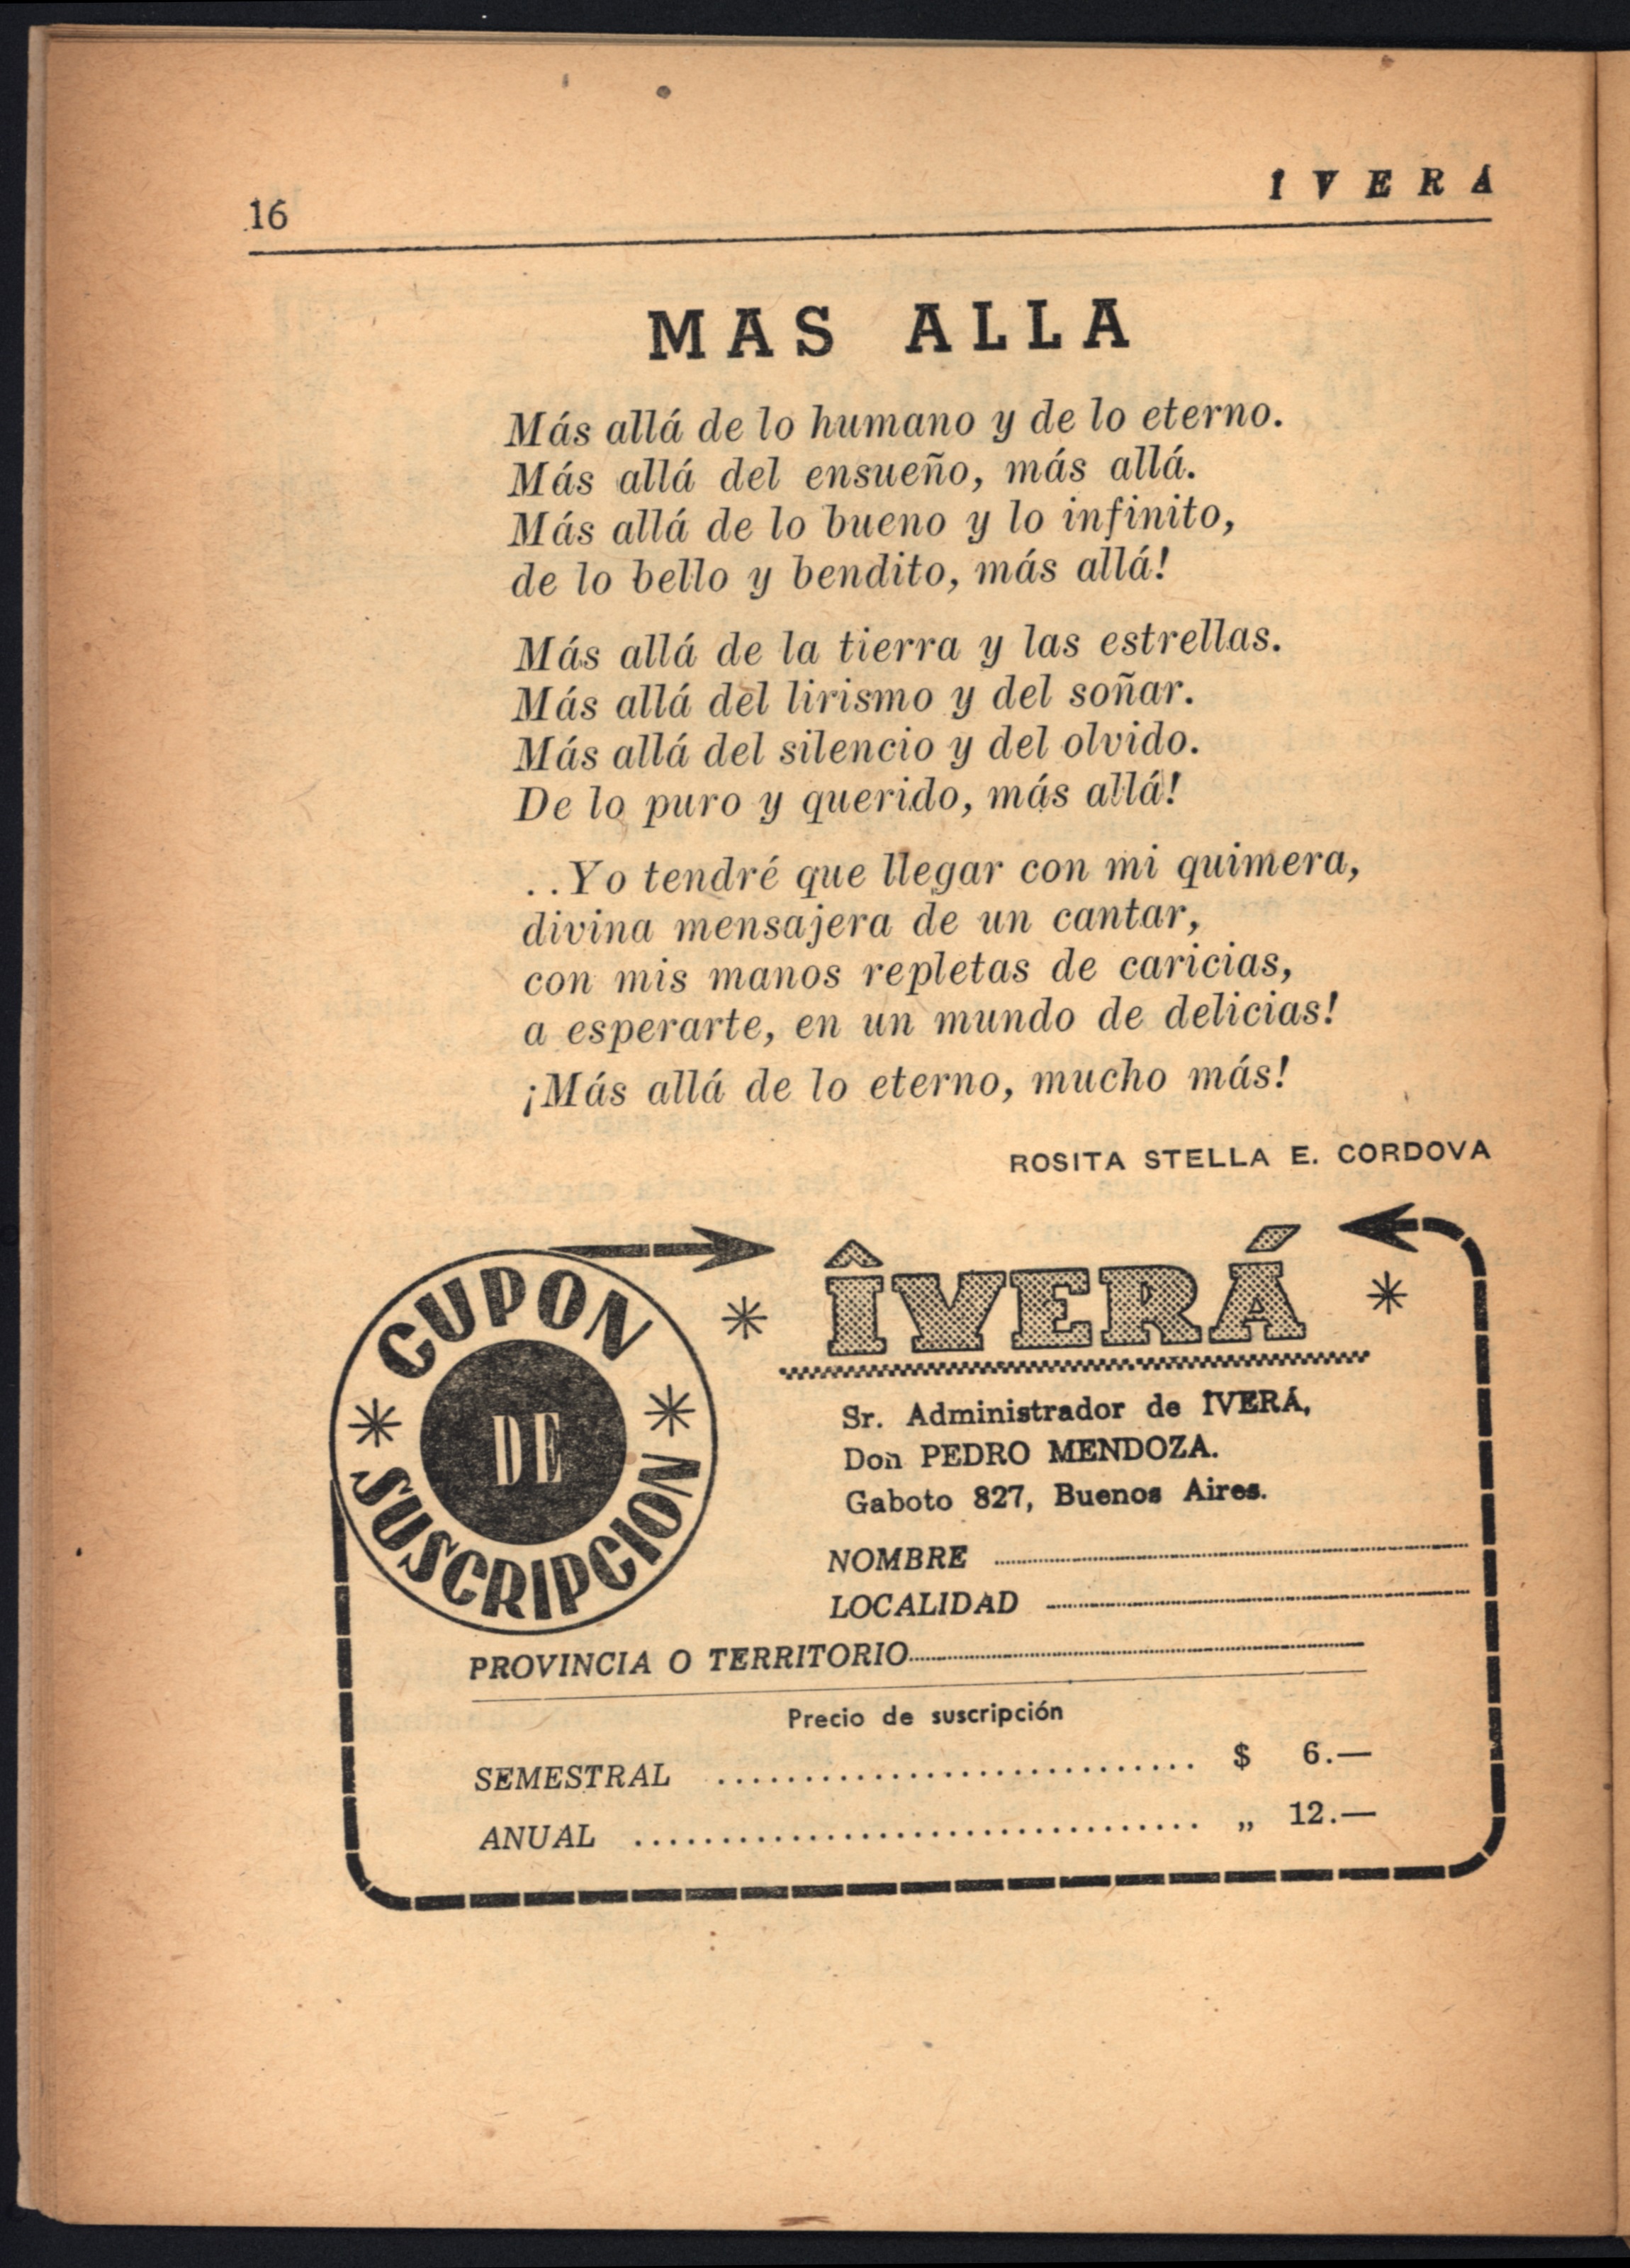 16
ÎVERÁ
MAS ALLA
Más allá de lo humano y de lo eterno.
Más allá del ensueño, más allá.
Más allá de lo bueno y lo infinito,
de lo bello y bendito, más allá!
Más allá de la tierra y las estrellas.
Más allá del lirismo y del soñar.
Más allá del silencio y del olvido.
De lo puro y querido, más allá!
..Yo tendré que llegar con mi quimera,
divina mensajera de un cantar,
con mis manos repletas de caricias,
a esperarte, en un mundo de delicias!
¡Más allá de lo eterno, mucho más!
ROSITA STELLA E. CORDOVA
CUPON
DE
SUSCRIPCION
ÎVERÁ
Sr. Administrador de ÎVERÁ,
Don PEDRO MENDOZA.
Gaboto 827, Buenos Aires.
NOMBRE
LOCALIDAD
PROVINCIA O TERRITORIO
Precio de suscripción
SEMESTRAL .......................... $ 6.—
ANUAL ............................... „ 12.—